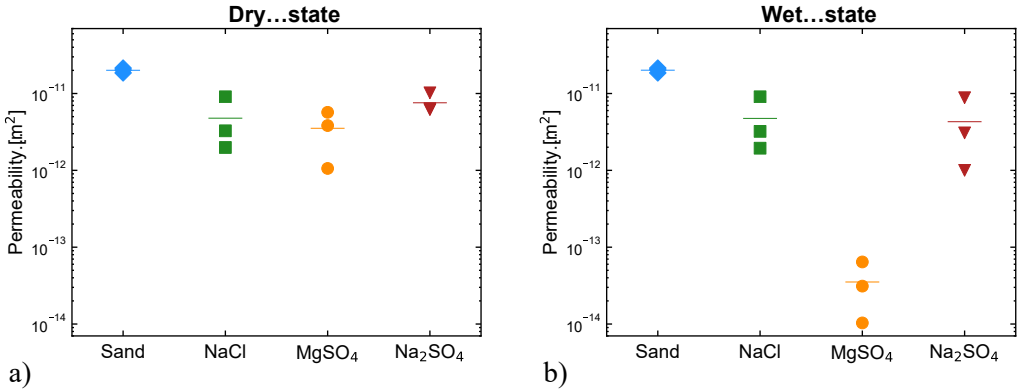 Dry...state
Permeability.[m²]
10⁻¹¹
10⁻¹²
10⁻¹³
10⁻¹⁴
Sand NaCl MgSO₄ Na₂SO₄
a)
Wet...state
Permeability.[m²]
10⁻¹¹
10⁻¹²
10⁻¹³
10⁻¹⁴
Sand NaCl MgSO₄ Na₂SO₄
b)